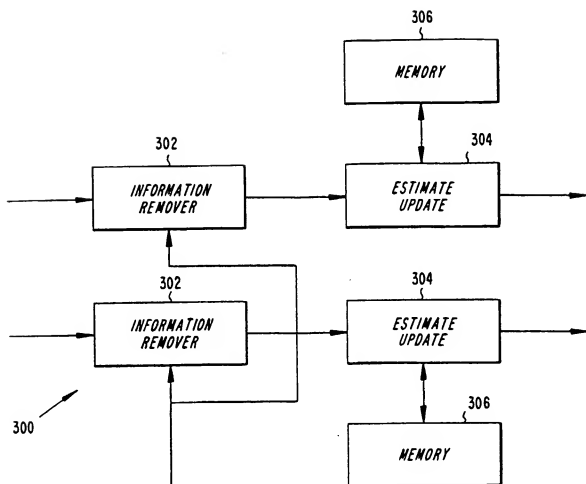 306
MEMORY
302
304
INFORMATION
REMOVER
ESTIMATE
UPDATE
302
304
INFORMATION
REMOVER
ESTIMATE
UPDATE
306
300
MEMORY